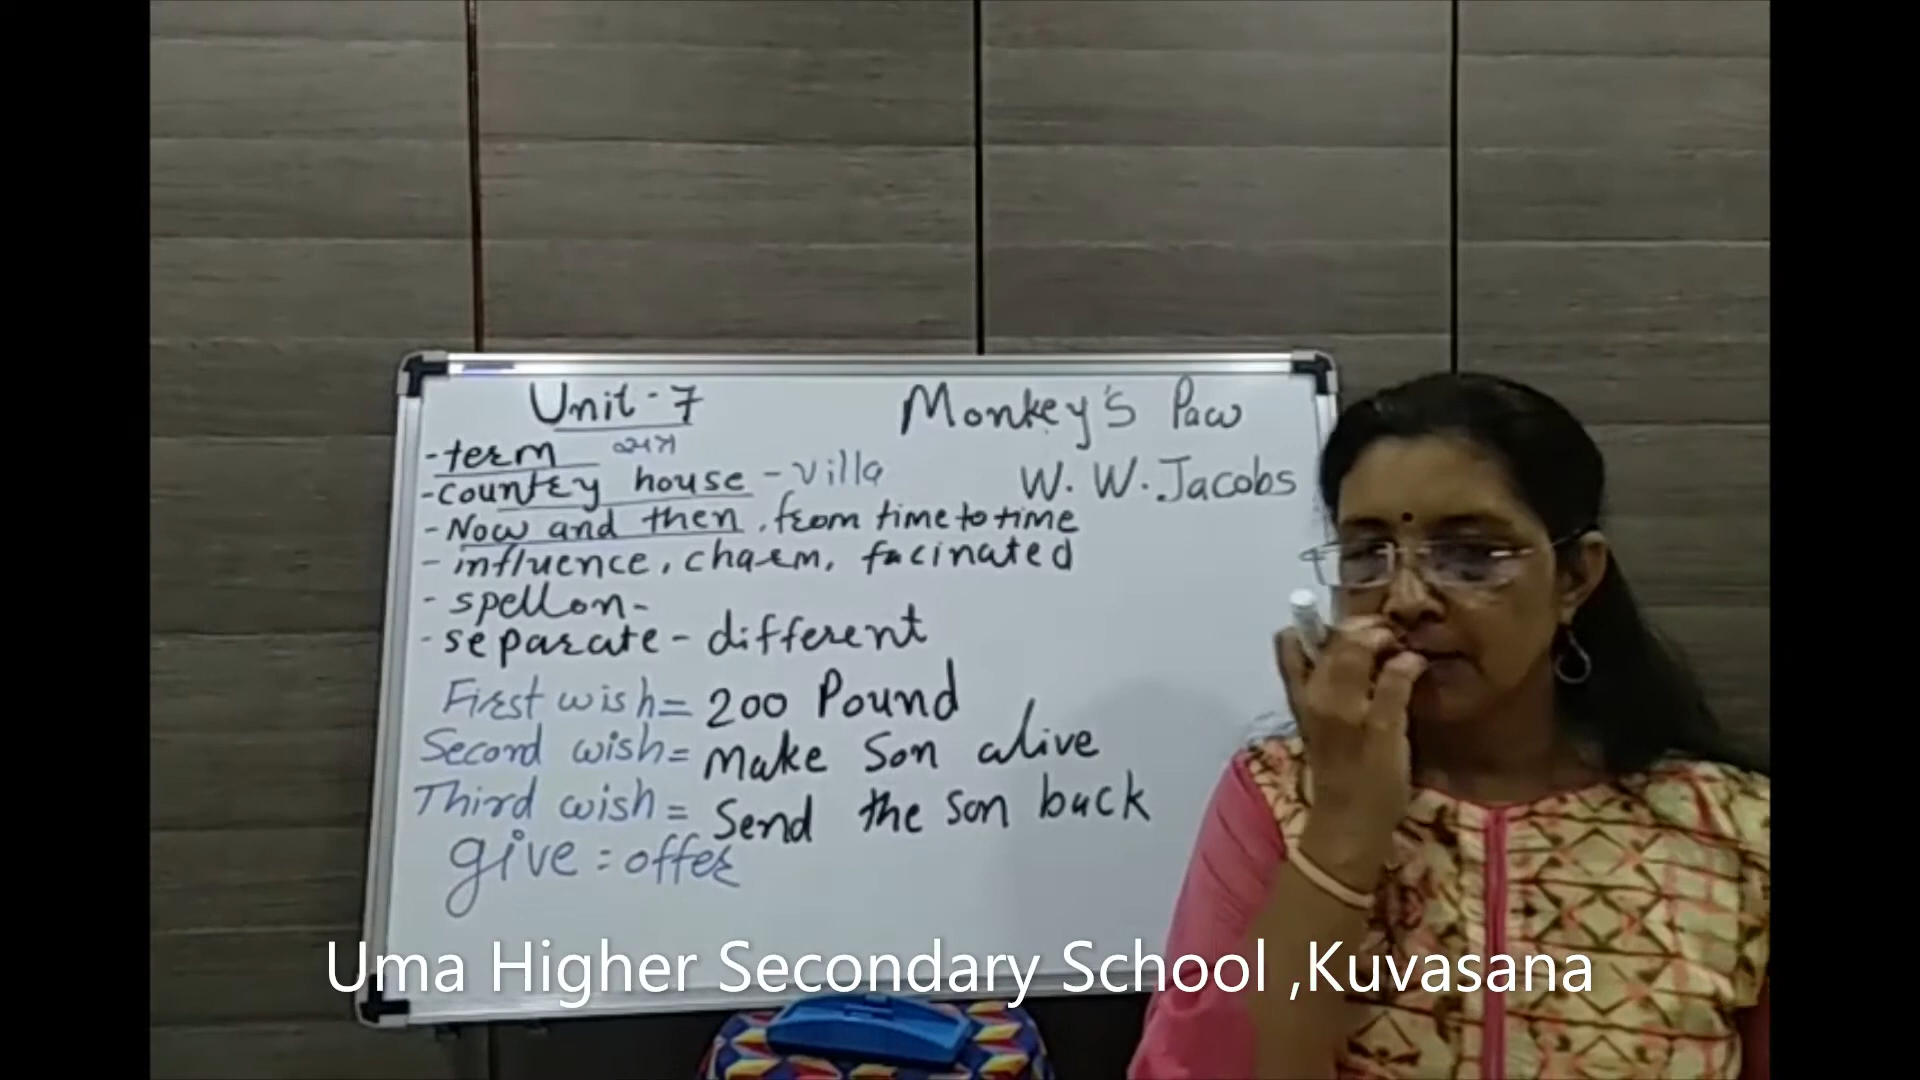 Unit-7
Monkey's Paw
W. W. Jacobs
- term સત્ર
- country house - villa
- Now and then, from time to time
- influence, charm, facinated
- spellon -
- separate - different
First wish = 200 Pound
Second wish = Make Son alive
Third wish = Send the son back
give = offer
Uma Higher Secondary School ,Kuvasana